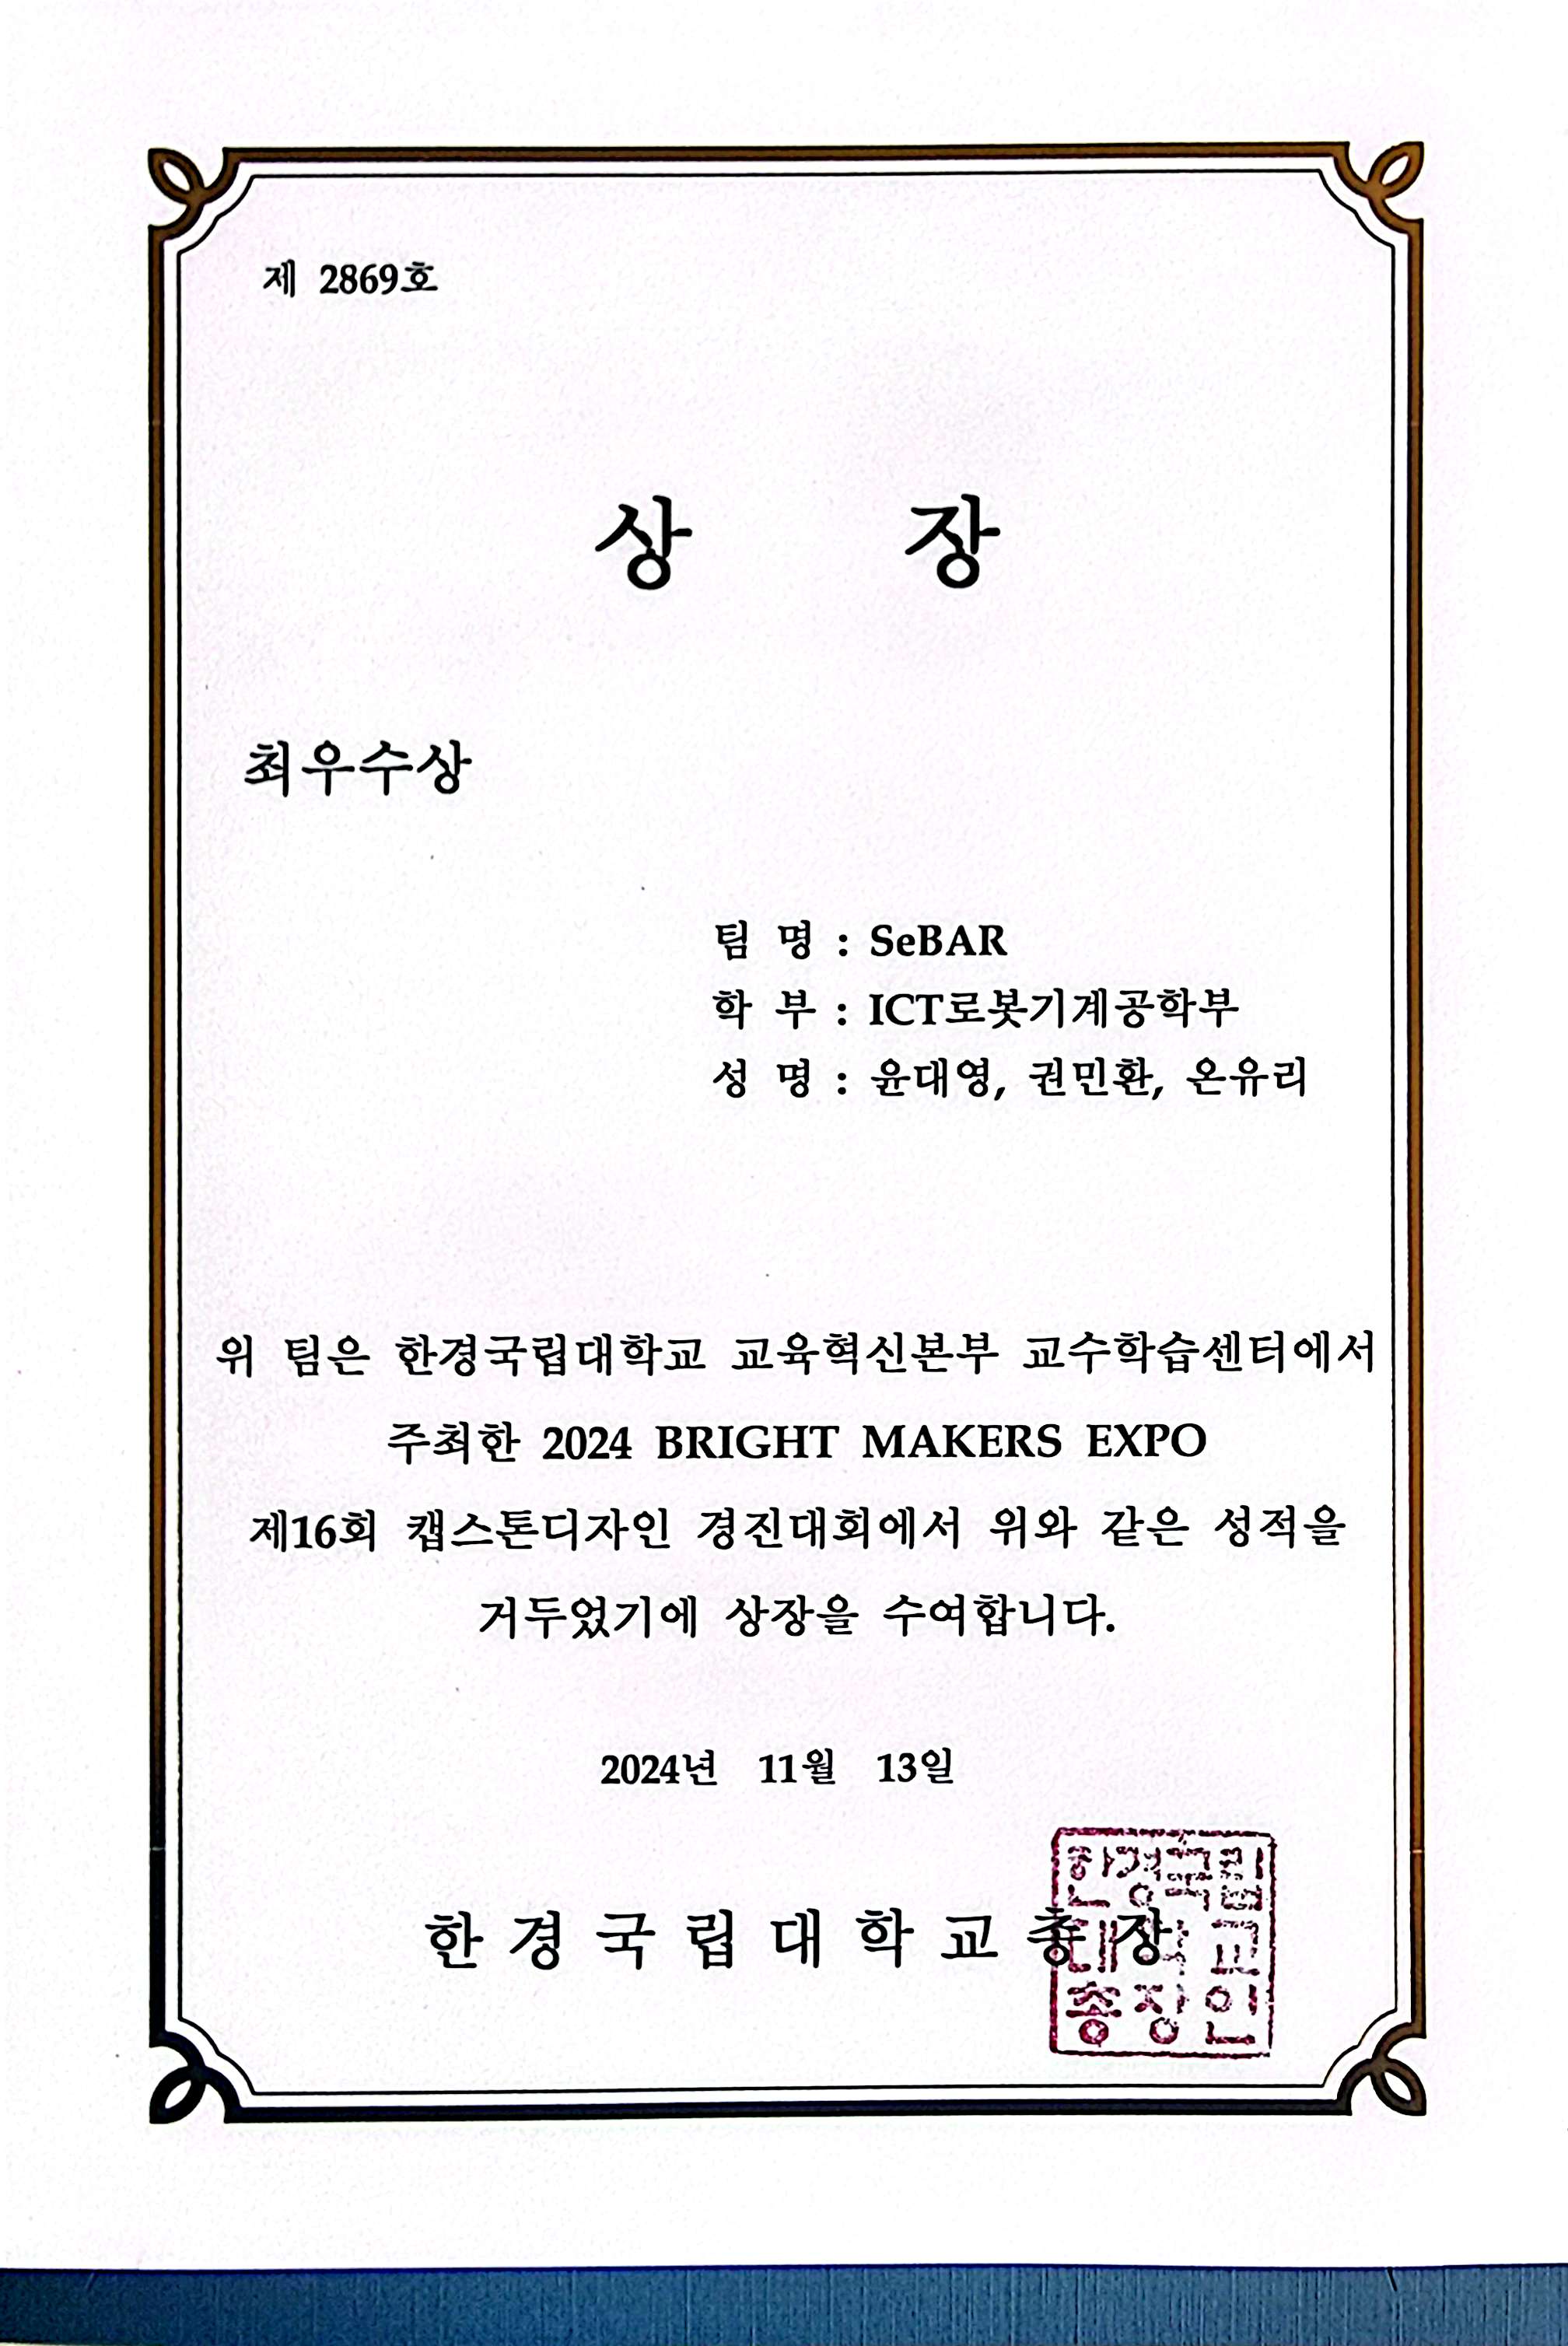 제 2869호
상 장
최우수상
팀 명 : SeBAR
학 부 : ICT로봇기계공학부
성 명 : 윤대영, 권민환, 온유리
위 팀은 한경국립대학교 교육혁신본부 교수학습센터에서
주최한 2024 BRIGHT MAKERS EXPO
제16회 캡스톤디자인 경진대회에서 위와 같은 성적을
거두었기에 상장을 수여합니다.
2024년 11월 13일
한경국립대학교총장
한경국립
대학교
총장인